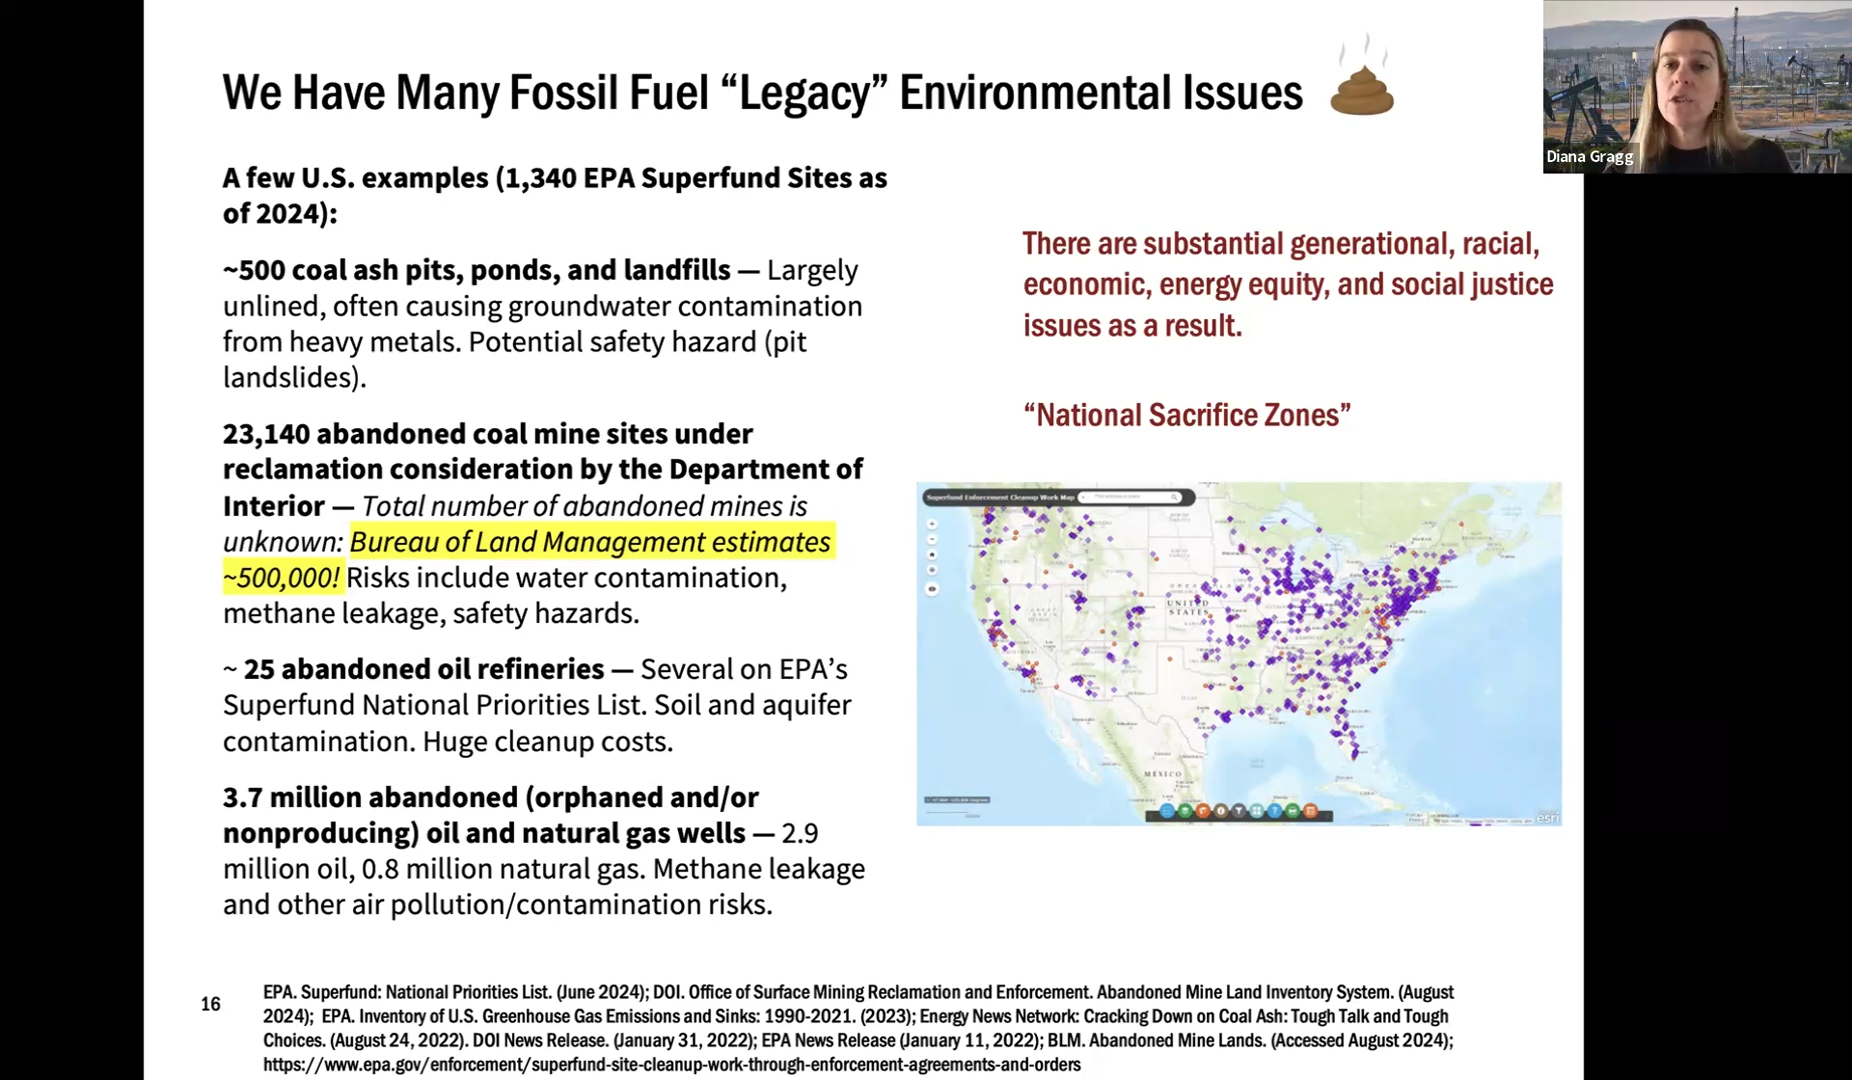 We Have Many Fossil Fuel “Legacy” Environmental Issues
Diana Gragg
A few U.S. examples (1,340 EPA Superfund Sites as
of 2024):
~500 coal ash pits, ponds, and landfills — Largely
unlined, often causing groundwater contamination
from heavy metals. Potential safety hazard (pit
landslides).
23,140 abandoned coal mine sites under
reclamation consideration by the Department of
Interior — Total number of abandoned mines is
unknown: Bureau of Land Management estimates
~500,000! Risks include water contamination,
methane leakage, safety hazards.
~ 25 abandoned oil refineries — Several on EPA’s
Superfund National Priorities List. Soil and aquifer
contamination. Huge cleanup costs.
3.7 million abandoned (orphaned and/or
nonproducing) oil and natural gas wells — 2.9
million oil, 0.8 million natural gas. Methane leakage
and other air pollution/contamination risks.
There are substantial generational, racial,
economic, energy equity, and social justice
issues as a result.
“National Sacrifice Zones”
Superfund Enforcement Cleanup Work Map
UNITED
STATES
MEXICO
esri
16
EPA. Superfund: National Priorities List. (June 2024); DOI. Office of Surface Mining Reclamation and Enforcement. Abandoned Mine Land Inventory System. (August
2024); EPA. Inventory of U.S. Greenhouse Gas Emissions and Sinks: 1990-2021. (2023); Energy News Network: Cracking Down on Coal Ash: Tough Talk and Tough
Choices. (August 24, 2022). DOI News Release. (January 31, 2022); EPA News Release (January 11, 2022); BLM. Abandoned Mine Lands. (Accessed August 2024);
https://www.epa.gov/enforcement/superfund-site-cleanup-work-through-enforcement-agreements-and-orders